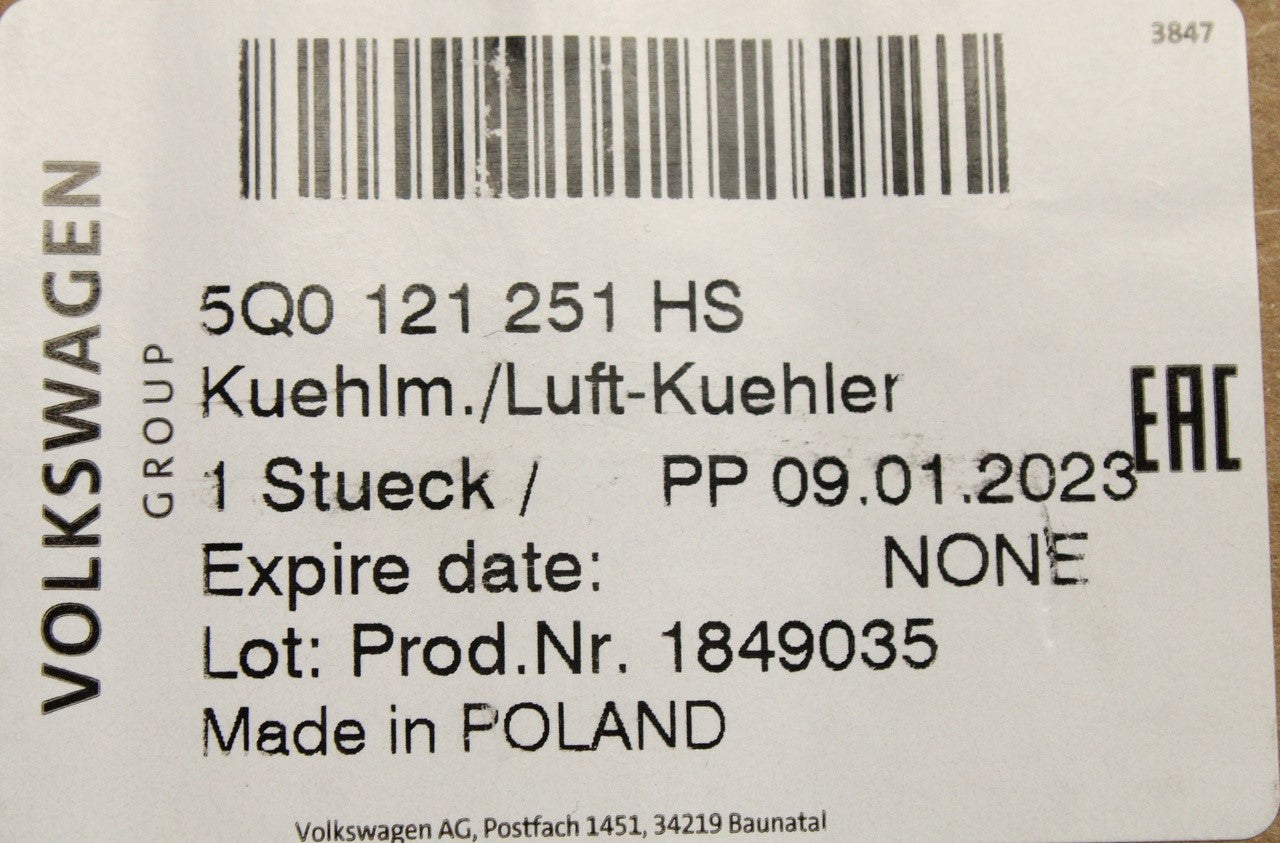 3847
VOLKSWAGEN
GROUP
5Q0 121 251 HS
Kuehlm./Luft-Kuehler
EAC
1 Stueck / PP 09.01.2023
Expire date: NONE
Lot: Prod.Nr. 1849035
Made in POLAND
Volkswagen AG, Postfach 1451, 34219 Baunatal